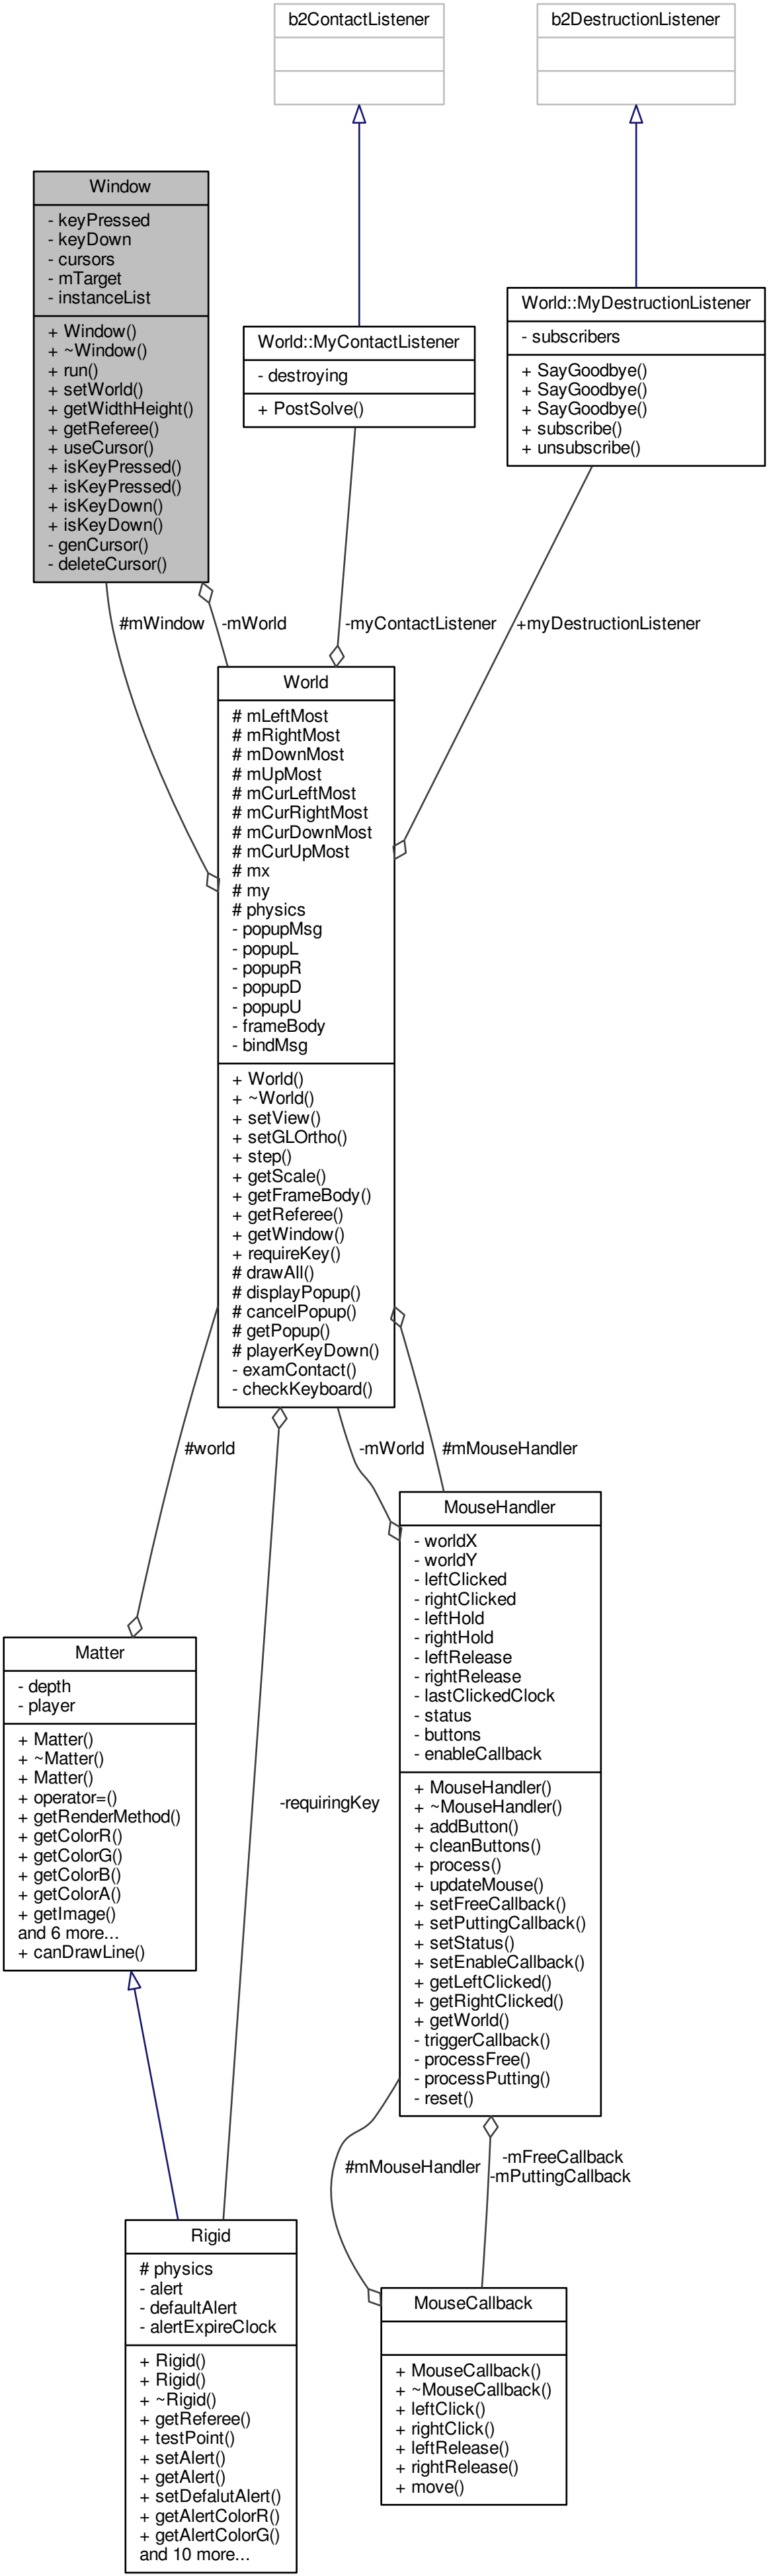 b2ContactListener
b2DestructionListener
Window
- keyPressed
- keyDown
- cursors
- mTarget
- instanceList
+ Window()
+ ~Window()
+ run()
+ setWorld()
+ getWidthHeight()
+ getReferee()
+ useCursor()
+ isKeyPressed()
+ isKeyPressed()
+ isKeyDown()
+ isKeyDown()
- genCursor()
- deleteCursor()
World::MyContactListener
- destroying
+ PostSolve()
World::MyDestructionListener
- subscribers
+ SayGoodbye()
+ SayGoodbye()
+ SayGoodbye()
+ subscribe()
+ unsubscribe()
#mWindow
-mWorld
-myContactListener
+myDestructionListener
World
# mLeftMost
# mRightMost
# mDownMost
# mUpMost
# mCurLeftMost
# mCurRightMost
# mCurDownMost
# mCurUpMost
# mx
# my
# physics
- popupMsg
- popupL
- popupR
- popupD
- popupU
- frameBody
- bindMsg
+ World()
+ ~World()
+ setView()
+ setGLOrtho()
+ step()
+ getScale()
+ getFrameBody()
+ getReferee()
+ getWindow()
+ requireKey()
# drawAll()
# displayPopup()
# cancelPopup()
# getPopup()
# playerKeyDown()
- examContact()
- checkKeyboard()
#world
-mWorld
#mMouseHandler
MouseHandler
- worldX
- worldY
- leftClicked
- rightClicked
- leftHold
- rightHold
- leftRelease
- rightRelease
- lastClickedClock
- status
- buttons
- enableCallback
+ MouseHandler()
+ ~MouseHandler()
+ addButton()
+ cleanButtons()
+ process()
+ updateMouse()
+ setFreeCallback()
+ setPuttingCallback()
+ setStatus()
+ setEnableCallback()
+ getLeftClicked()
+ getRightClicked()
+ getWorld()
- triggerCallback()
- processFree()
- processPutting()
- reset()
Matter
- depth
- player
+ Matter()
+ ~Matter()
+ Matter()
+ operator=()
+ getRenderMethod()
+ getColorR()
+ getColorG()
+ getColorB()
+ getColorA()
+ getImage()
and 6 more...
+ canDrawLine()
-requiringKey
#mMouseHandler
-mFreeCallback
-mPuttingCallback
Rigid
# physics
- alert
- defaultAlert
- alertExpireClock
+ Rigid()
+ Rigid()
+ ~Rigid()
+ getReferee()
+ testPoint()
+ setAlert()
+ getAlert()
+ setDefalutAlert()
+ getAlertColorR()
+ getAlertColorG()
and 10 more...
MouseCallback
+ MouseCallback()
+ ~MouseCallback()
+ leftClick()
+ rightClick()
+ leftRelease()
+ rightRelease()
+ move()